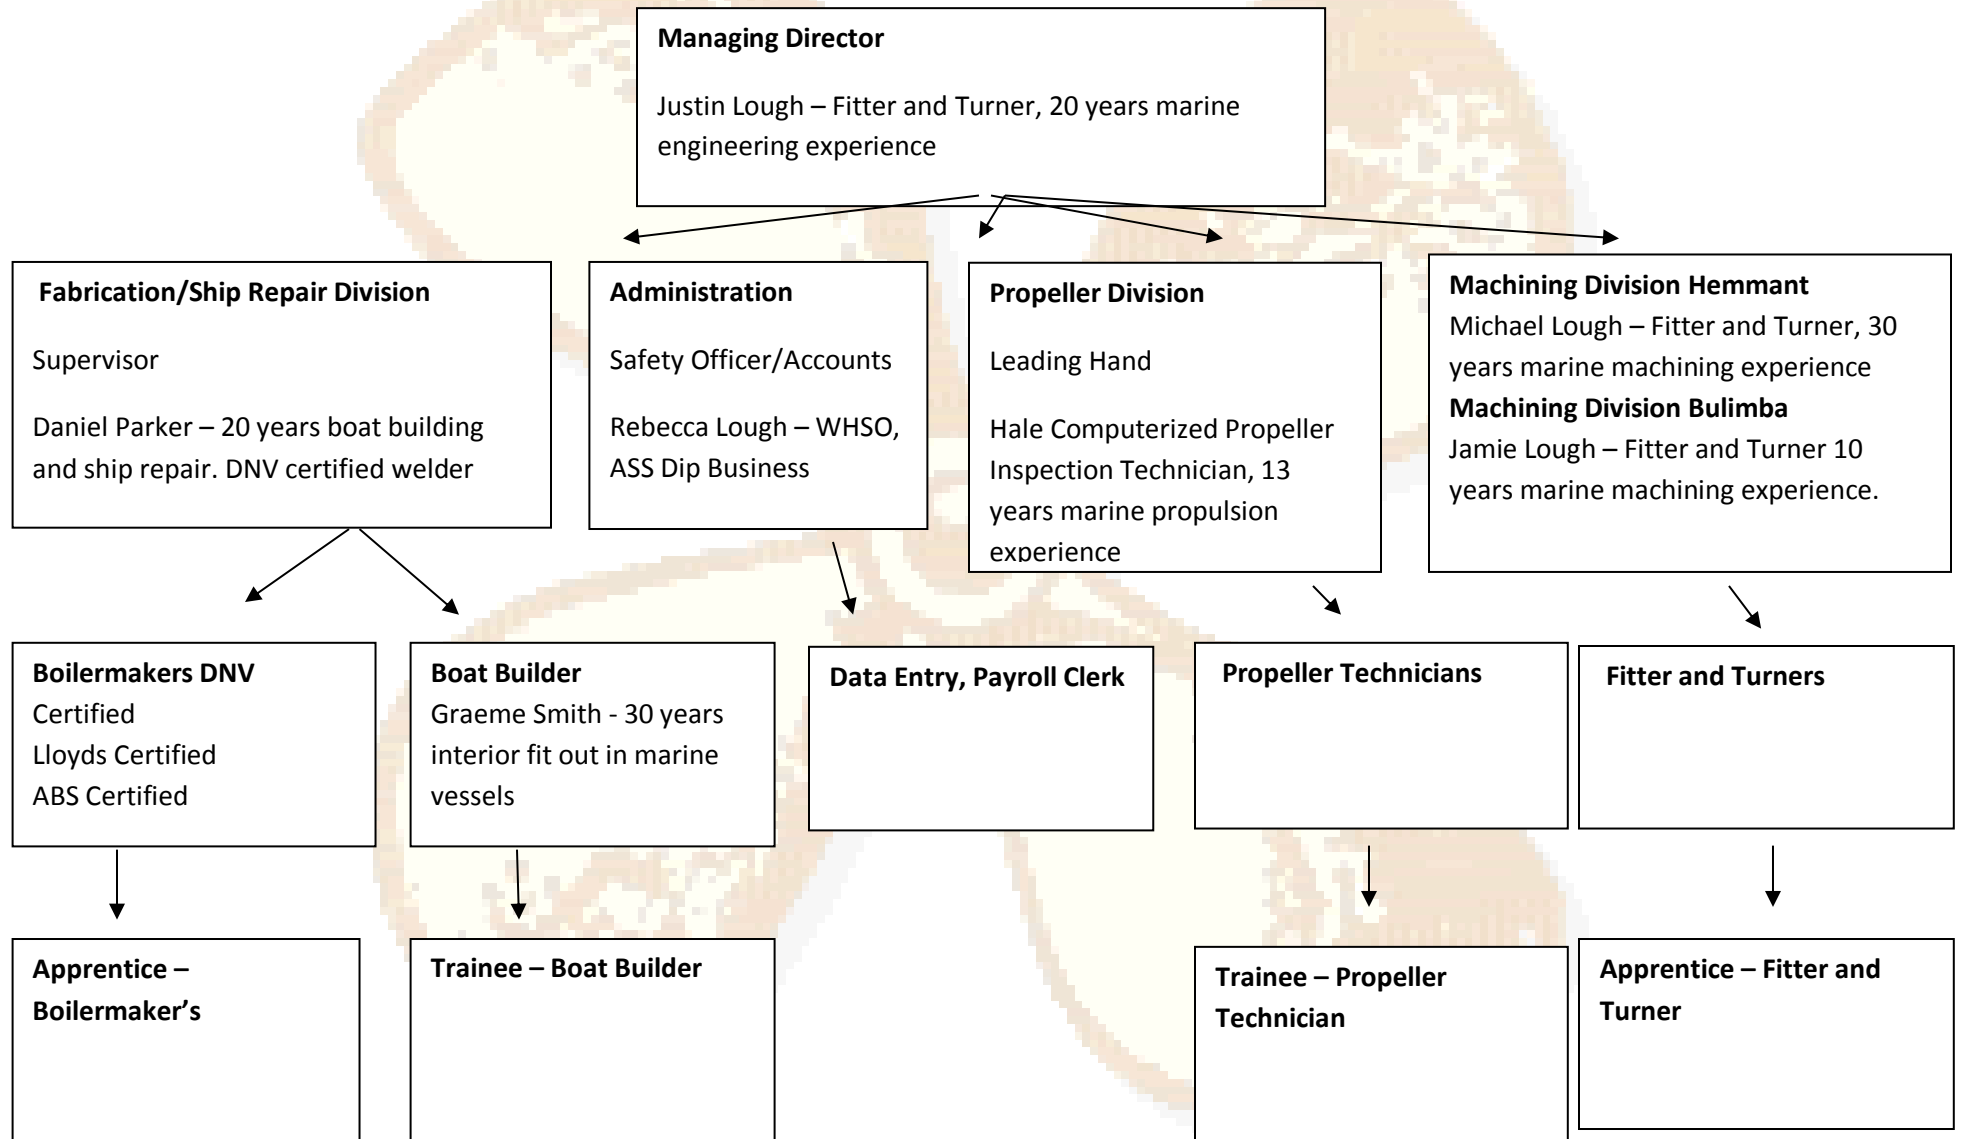 Managing Director
Justin Lough – Fitter and Turner, 20 years marine
engineering experience
Fabrication/Ship Repair Division
Supervisor
Daniel Parker – 20 years boat building
and ship repair. DNV certified welder
Administration
Safety Officer/Accounts
Rebecca Lough – WHSO,
ASS Dip Business
Propeller Division
Leading Hand
Hale Computerized Propeller
Inspection Technician, 13
years marine propulsion
experience
Machining Division Hemmant
Michael Lough – Fitter and Turner, 30
years marine machining experience
Machining Division Bulimba
Jamie Lough – Fitter and Turner 10
years marine machining experience.
Boilermakers DNV
Certified
Lloyds Certified
ABS Certified
Boat Builder
Graeme Smith - 30 years
interior fit out in marine
vessels
Data Entry, Payroll Clerk
Propeller Technicians
Fitter and Turners
Apprentice –
Boilermaker’s
Trainee – Boat Builder
Trainee – Propeller
Technician
Apprentice – Fitter and
Turner